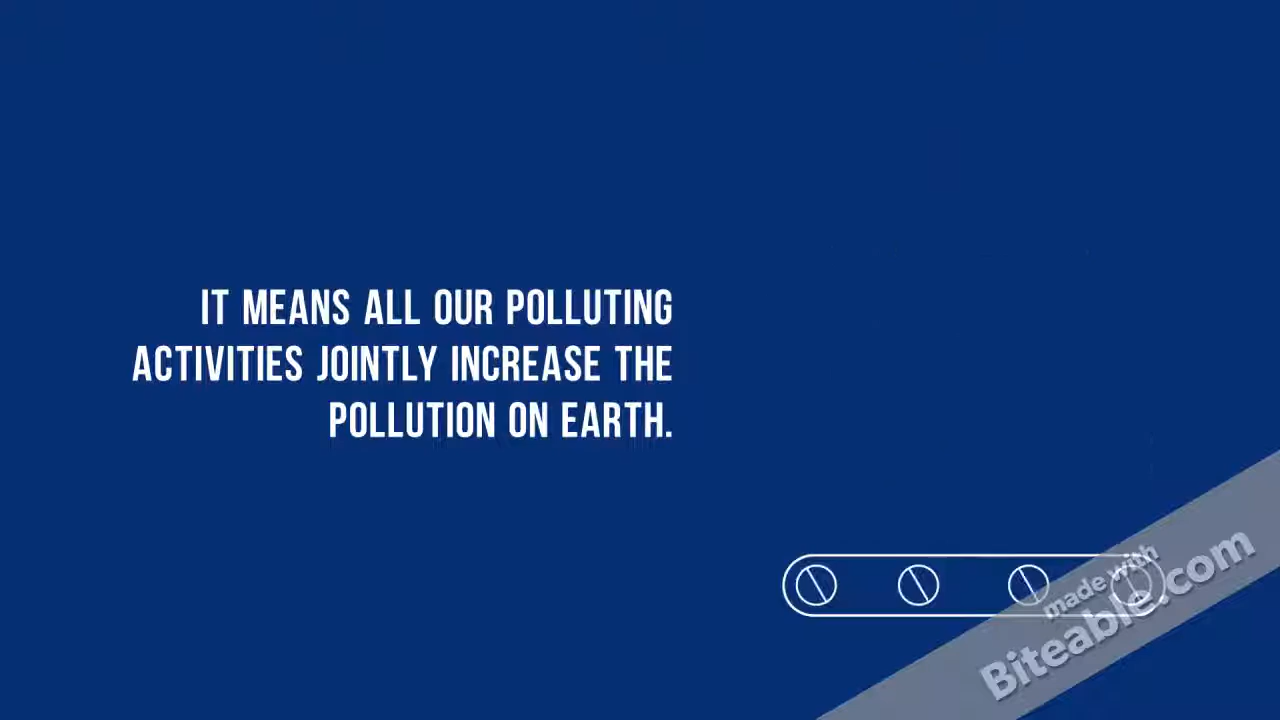 IT MEANS ALL OUR POLLUTING
ACTIVITIES JOINTLY INCREASE THE
POLLUTION ON EARTH.
made with
Biteable.com